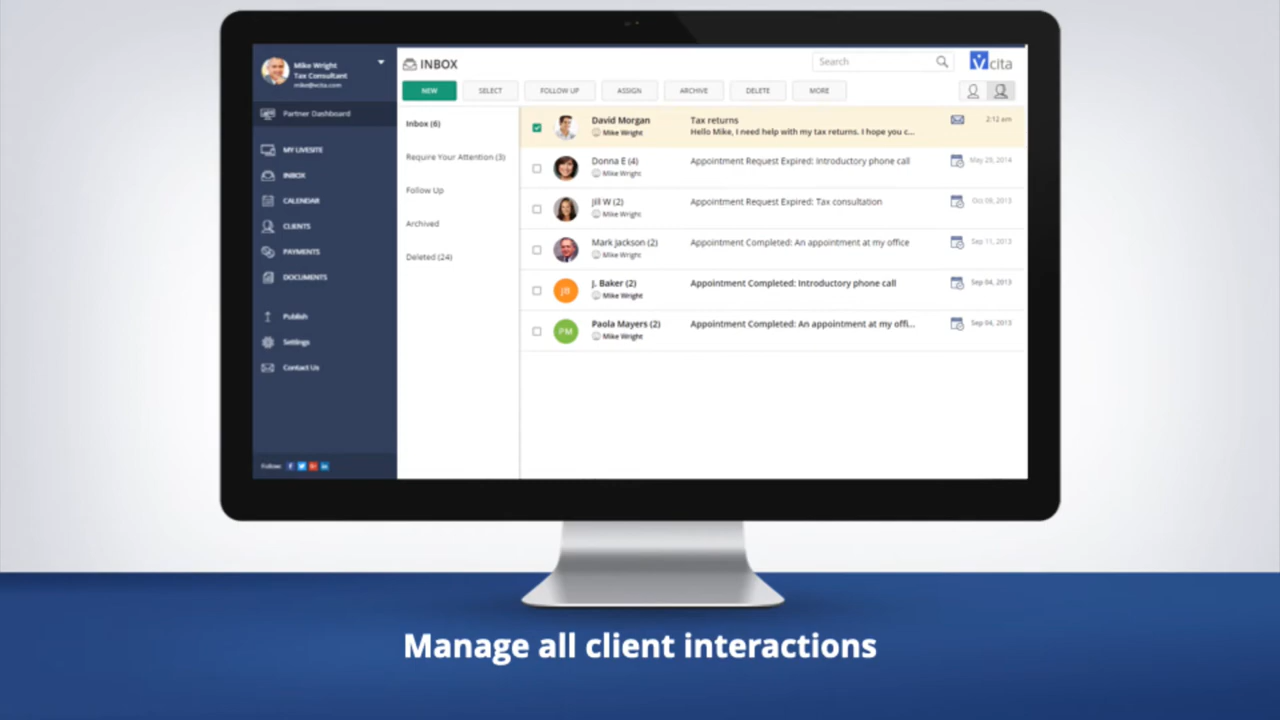 Mike Wright
Tax Consultant
mike@vcita.com
Partner Dashboard
MY LIVESITE
INBOX
CALENDAR
CLIENTS
PAYMENTS
DOCUMENTS
Publish
Settings
Contact Us
Follow:
INBOX
Search
vcita
NEW SELECT FOLLOW UP ASSIGN ARCHIVE DELETE MORE
Inbox (6)
Require Your Attention (3)
Follow Up
Archived
Deleted (24)
David Morgan Tax returns 2:12 am
Mike Wright Hello Mike, I need help with my tax returns. I hope you c...
Donna E (4) Appointment Request Expired: Introductory phone call May 29, 2014
Mike Wright
Jill W (2) Appointment Request Expired: Tax consultation Oct 09, 2013
Mike Wright
Mark Jackson (2) Appointment Completed: An appointment at my office Sep 11, 2013
Mike Wright
JB J. Baker (2) Appointment Completed: Introductory phone call Sep 04, 2013
Mike Wright
PM Paola Mayers (2) Appointment Completed: An appointment at my offi... Sep 04, 2013
Mike Wright
Manage all client interactions